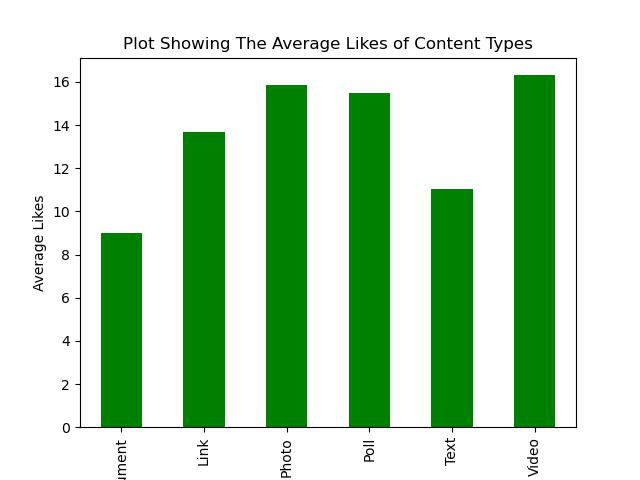 Plot Showing The Average Likes of Content Types
Average Likes
16
14
12
10
8
6
4
2
0
ument
Link
Photo
Poll
Text
Video